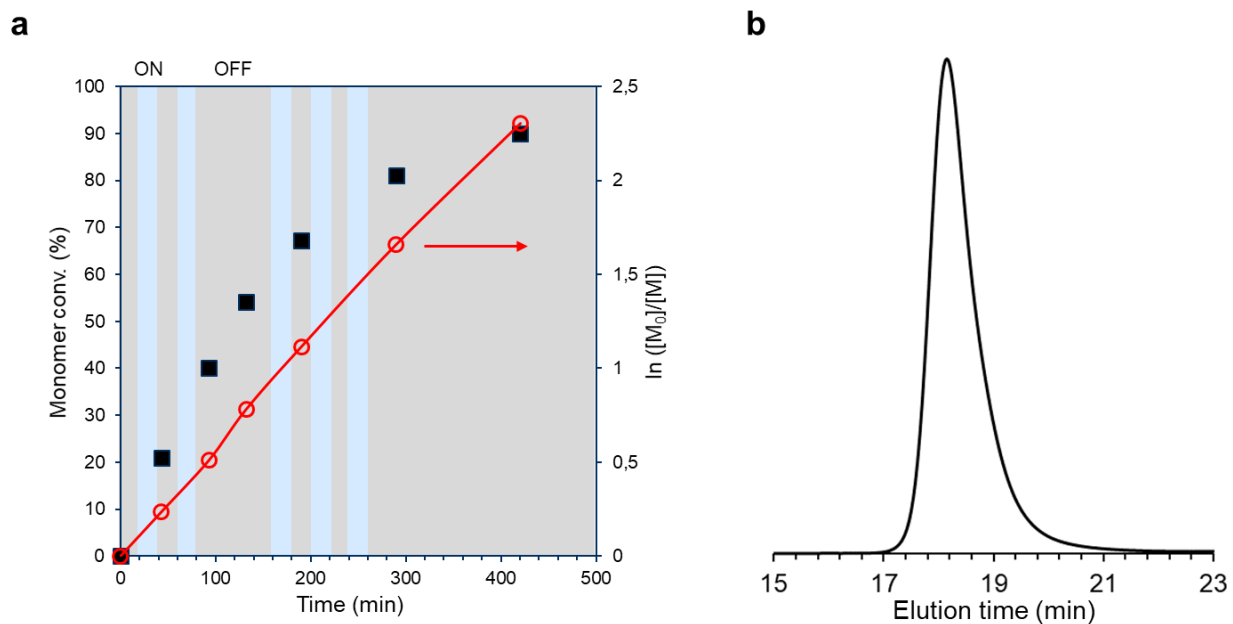 a
ON OFF
100
90
80
70
60
50
40
30
20
10
0
Monomer conv. (%)
0 100 200 300 400 500
Time (min)
2,5
2
1,5
1
0,5
0
ln ([M₀]/[M])
b
15 17 19 21 23
Elution time (min)